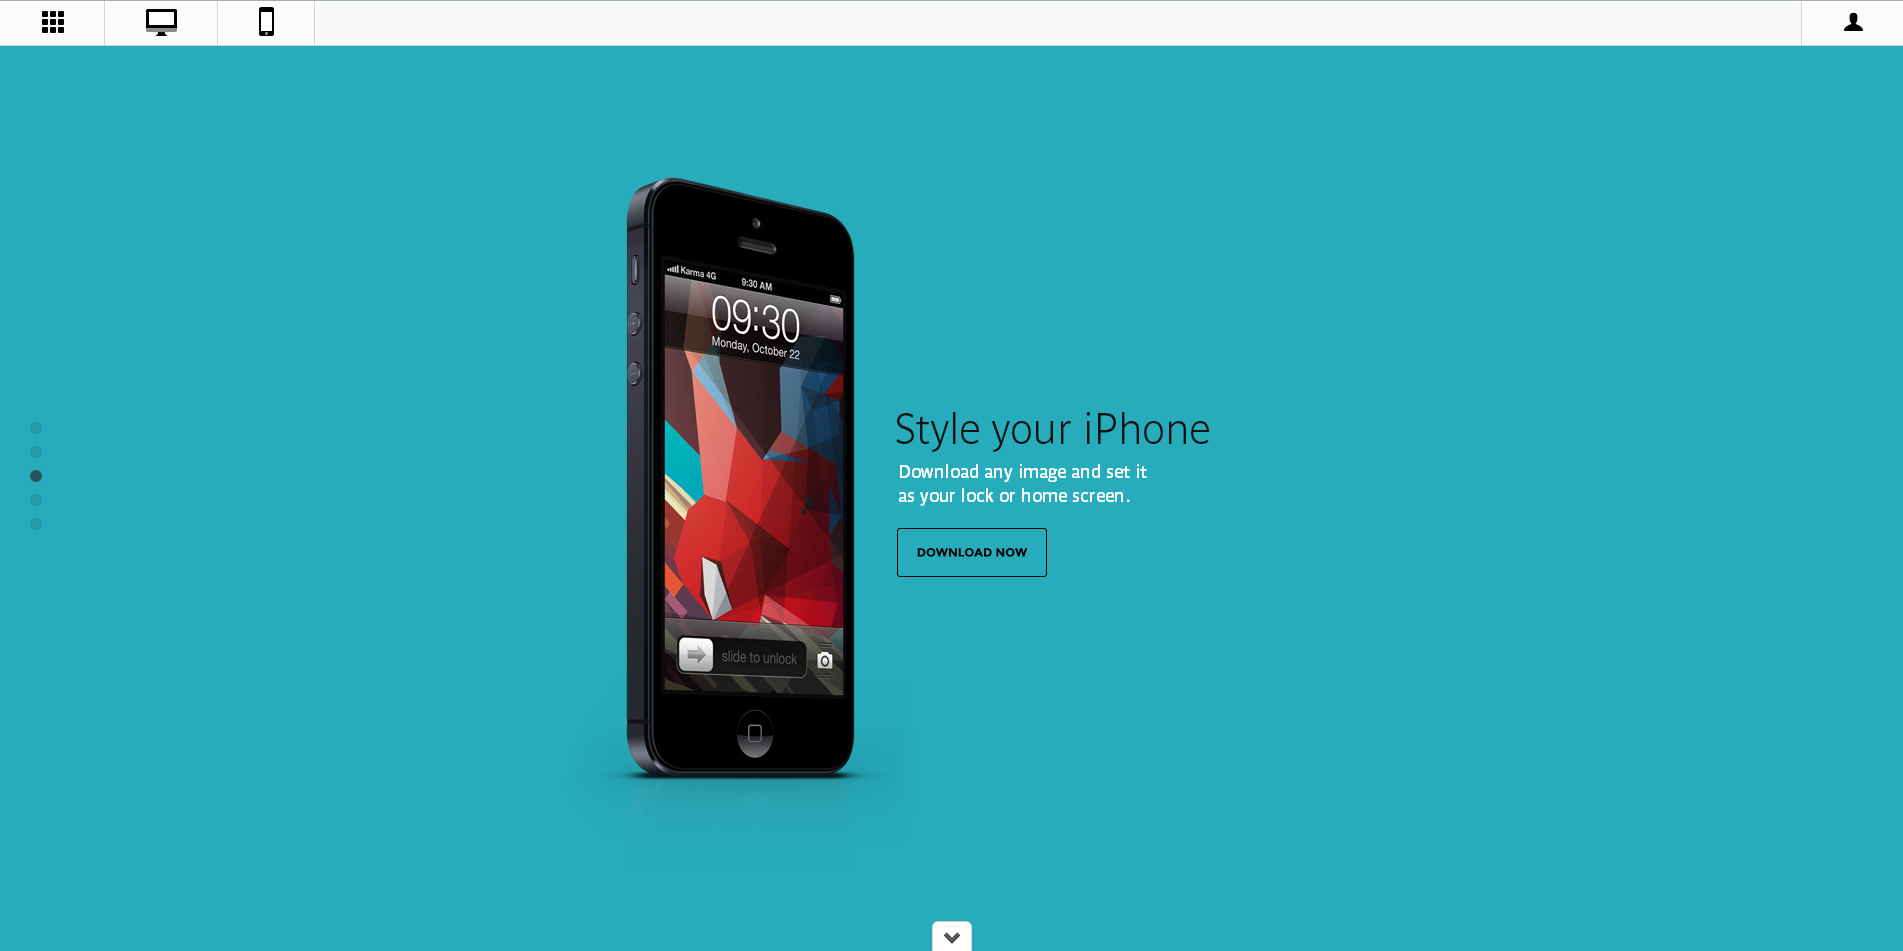 Karma 4G
9:30 AM
09:30
Monday, October 22
Style your iPhone
Download any image and set it
as your lock or home screen.
DOWNLOAD NOW
slide to unlock